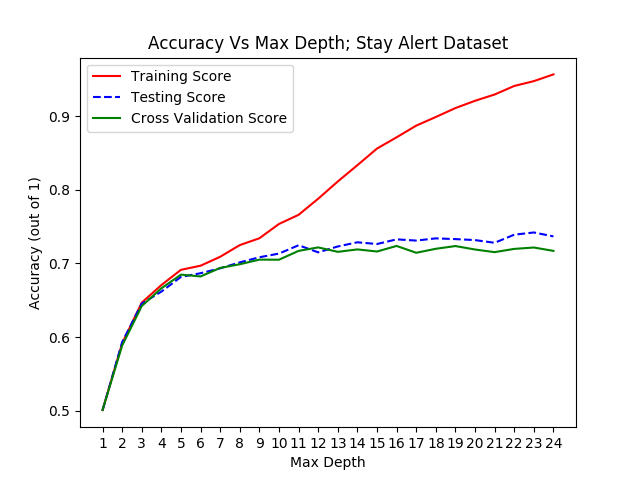 Accuracy Vs Max Depth; Stay Alert Dataset
Training Score
Testing Score
Cross Validation Score
Accuracy (out of 1)
0.9
0.8
0.7
0.6
0.5
1 2 3 4 5 6 7 8 9 10 11 12 13 14 15 16 17 18 19 20 21 22 23 24
Max Depth